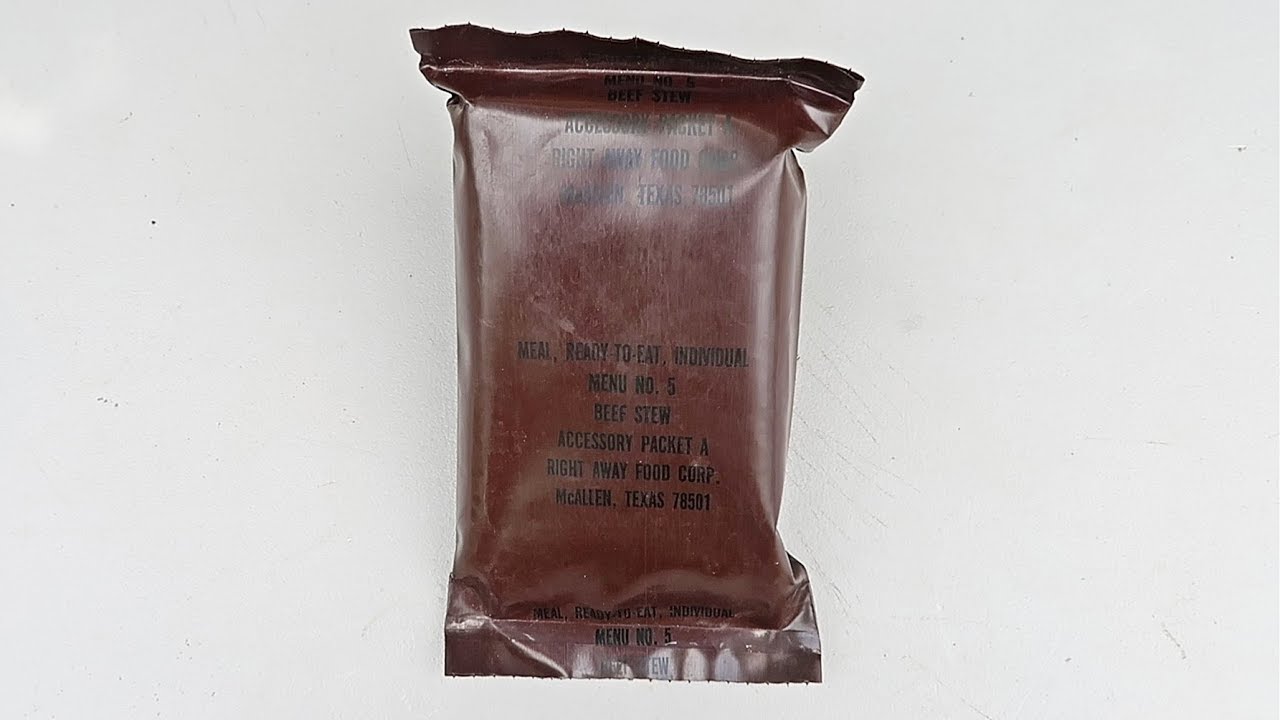 MENU NO. 5
BEEF STEW
ACCESSORY PACKET A
RIGHT AWAY FOOD CORP.
McALLEN, TEXAS 78501
MEAL, READY-TO-EAT, INDIVIDUAL
MENU NO. 5
BEEF STEW
ACCESSORY PACKET A
RIGHT AWAY FOOD CORP.
McALLEN, TEXAS 78501
MEAL, READY-TO-EAT, INDIVIDUAL
MENU NO. 5
BEEF STEW